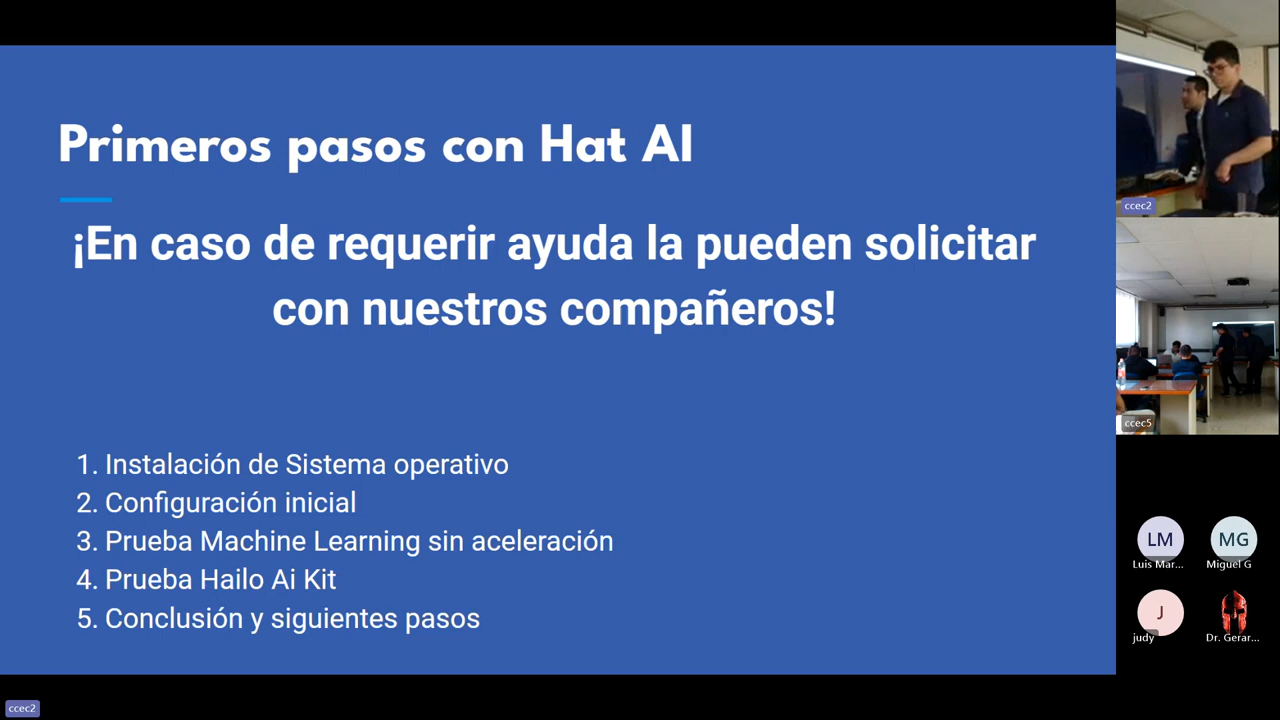 Primeros pasos con Hat AI
¡En caso de requerir ayuda la pueden solicitar
con nuestros compañeros!
1. Instalación de Sistema operativo
2. Configuración inicial
3. Prueba Machine Learning sin aceleración
4. Prueba Hailo Ai Kit
5. Conclusión y siguientes pasos
ccec2
ccec5
LM
Luis Mar...
MG
Miguel G
J
judy
Dr. Gerar...
ccec2